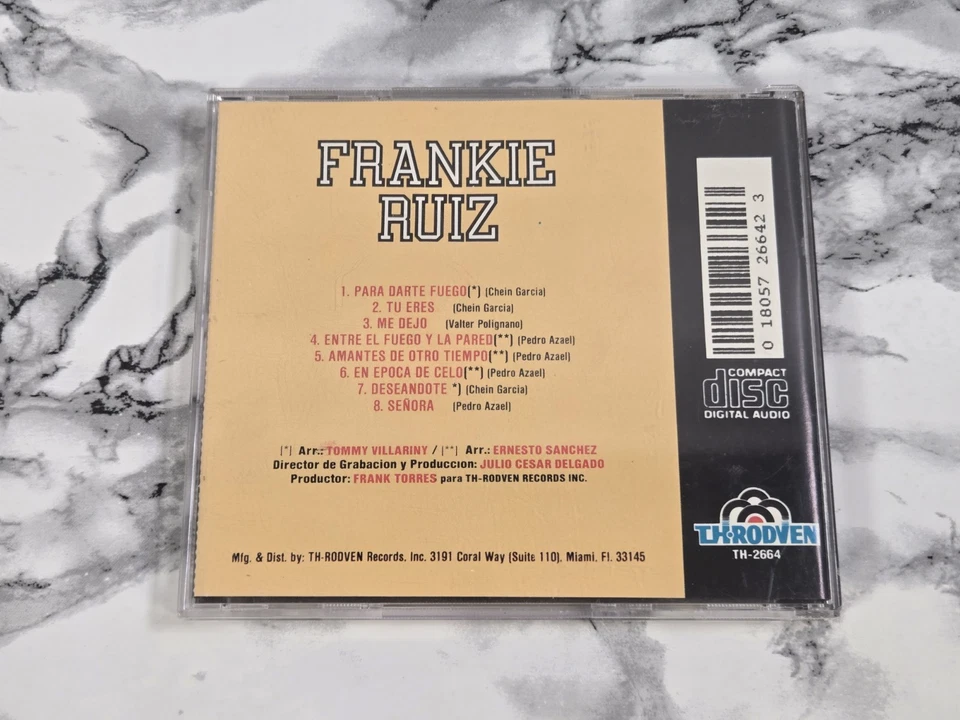 FRANKIE
RUIZ
1. PARA DARTE FUEGO(*) (Chein Garcia)
2. TU ERES (Chein Garcia)
3. ME DEJO (Valter Polignano)
4. ENTRE EL FUEGO Y LA PARED(**) (Pedro Azael)
5. AMANTES DE OTRO TIEMPO(**) (Pedro Azael)
6. EN EPOCA DE CELO(**) (Pedro Azael)
7. DESEANDOTE *) (Chein Garcia)
8. SEÑORA (Pedro Azael)
(*) Arr.: TOMMY VILLARINY / (**) Arr.: ERNESTO SANCHEZ
Director de Grabacion y Produccion: JULIO CESAR DELGADO
Productor: FRANK TORRES para TH-RODVEN RECORDS INC.
Mfg. & Dist. by: TH-RODVEN Records, Inc. 3191 Coral Way (Suite 110), Miami, Fl. 33145
0 18057 26642 3
COMPACT
disc
DIGITAL AUDIO
TH-RODVEN
TH-2664